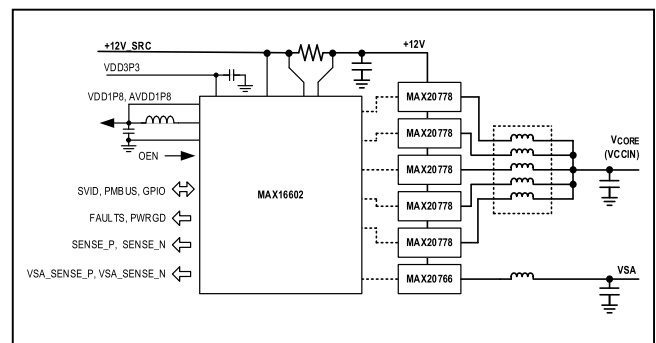 +12V_SRC
+12V
VDD3P3
VDD1P8, AVDD1P8
OEN
SVID, PMBUS, GPIO
FAULTS, PWRGD
SENSE_P, SENSE_N
VSA_SENSE_P, VSA_SENSE_N
MAX16602
MAX20778
MAX20778
MAX20778
MAX20778
MAX20778
MAX20766
VCORE
(VCCIN)
VSA